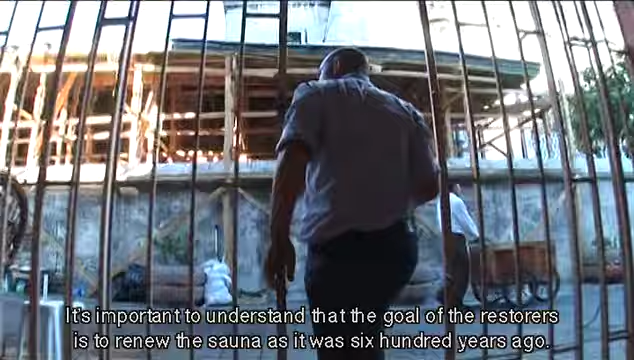 It's important to understand that the goal of the restorers
is to renew the sauna as it was six hundred years ago.